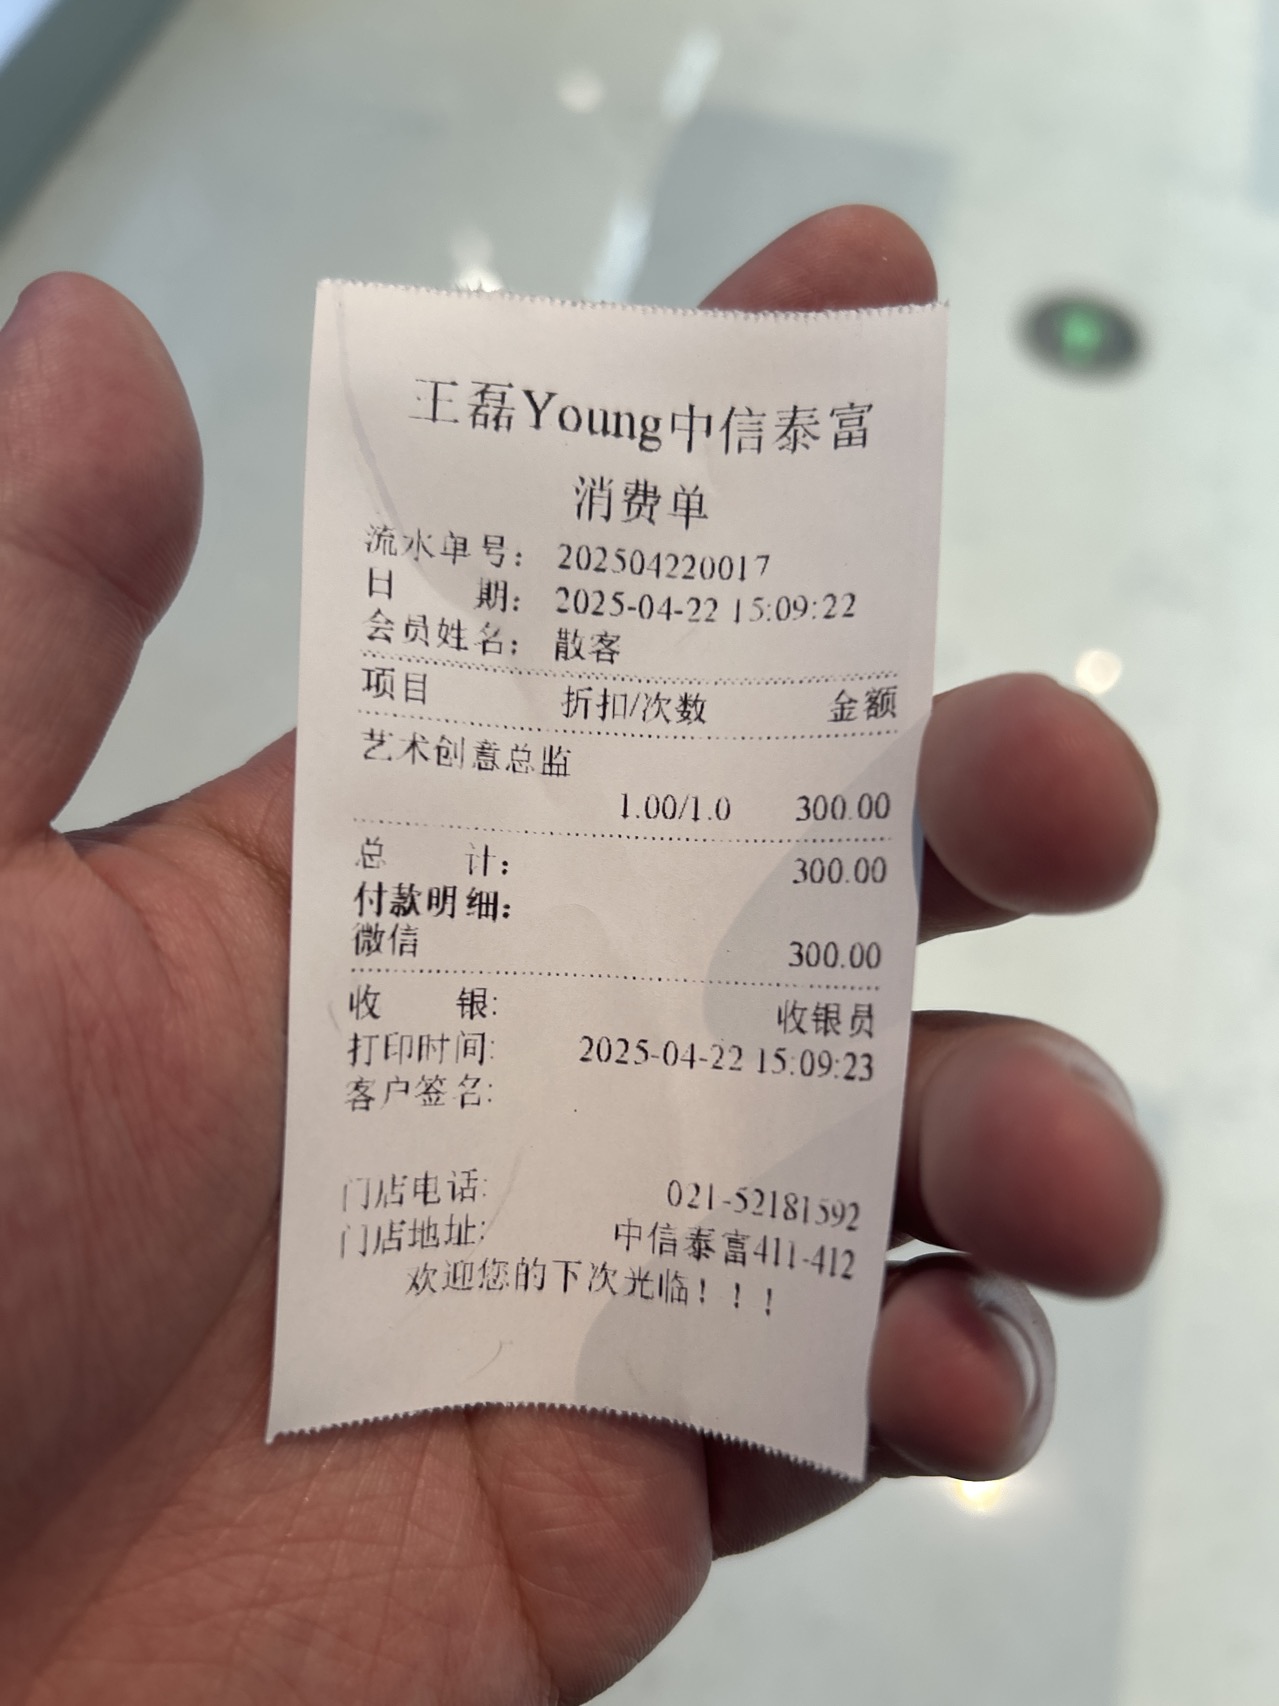 王磊Young中信泰富
消费单
流水单号： 202504220017
日 期： 2025-04-22 15:09:22
会员姓名： 散客
项目 折扣/次数 金额
艺术创意总监
1.00/1.0 300.00
总 计： 300.00
付款明细：
微信 300.00
收 银: 收银员
打印时间: 2025-04-22 15:09:23
客户签名:
门店电话: 021-52181592
门店地址: 中信泰富411-412
欢迎您的下次光临！！！